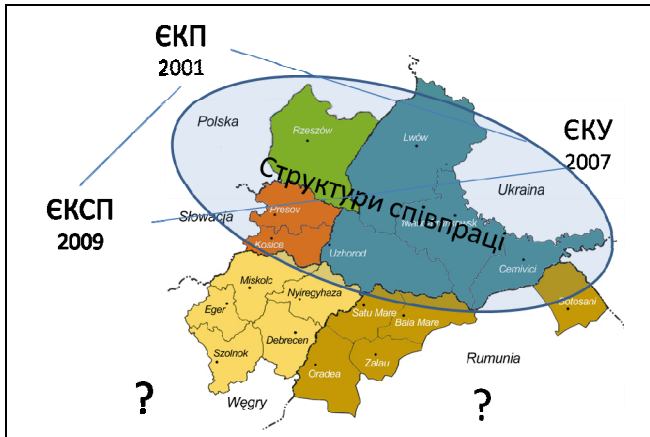 ЄКП
2001
Polska
Rzeszów
Lwów
ЄКУ
2007
Структури співпраці
Ukraina
ЄКСП
2009
Słowacja
Presov
Kosice
Uzhorod
Cernivici
Miskolc
Nyiregyhaza
Satu Mare
Botosani
Eger
Baia Mare
Debrecen
Szolnok
Zalau
Oradea
Rumunia
?
Węgry
?